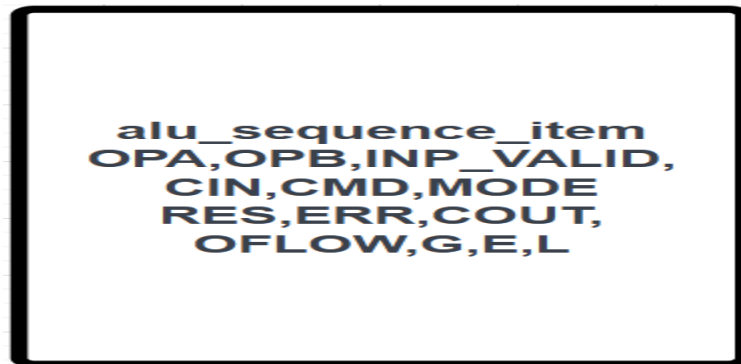 alu_sequence_item
OPA,OPB,INP_VALID,
CIN,CMD,MODE
RES,ERR,COUT,
OFLOW,G,E,L